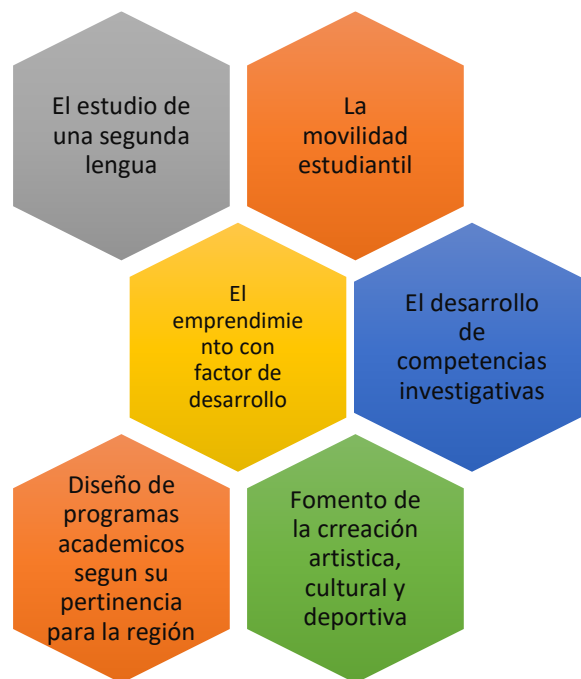 El estudio de
una segunda
lengua
La
movilidad
estudiantil
El
emprendimie
nto con
factor de
desarrollo
El desarrollo
de
competencias
investigativas
Diseño de
programas
academicos
segun su
pertinencia
para la región
Fomento de
la crreación
artistica,
cultural y
deportiva